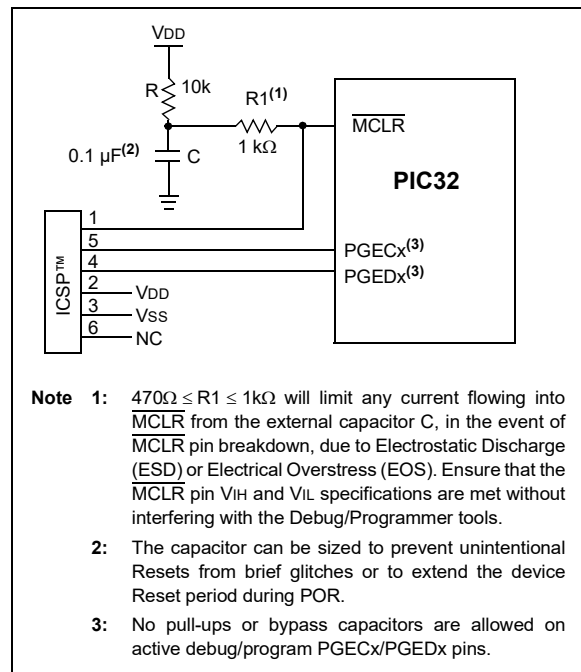 VDD
R 10k
R1(1)
0.1 µF(2) C
1 kΩ
MCLR
PIC32
ICSP™
1
5 PGECx(3)
4 PGEDx(3)
2 VDD
3 VSS
6 NC
Note 1: 470Ω ≤ R1 ≤ 1kΩ will limit any current flowing into
MCLR from the external capacitor C, in the event of
MCLR pin breakdown, due to Electrostatic Discharge
(ESD) or Electrical Overstress (EOS). Ensure that the
MCLR pin VIH and VIL specifications are met without
interfering with the Debug/Programmer tools.
2: The capacitor can be sized to prevent unintentional
Resets from brief glitches or to extend the device
Reset period during POR.
3: No pull-ups or bypass capacitors are allowed on
active debug/program PGECx/PGEDx pins.